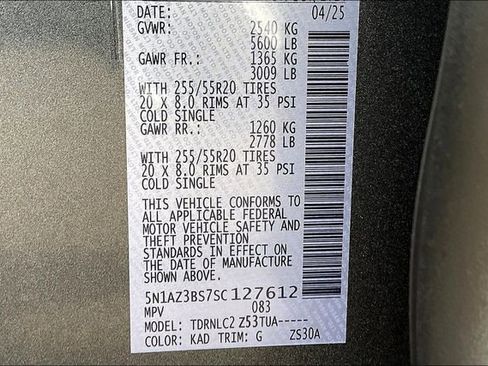 DATE: 04/25
GVWR: 2540 KG
5600 LB
GAWR FR.: 1365 KG
3009 LB
WITH 255/55R20 TIRES
20 X 8.0 RIMS AT 35 PSI
COLD SINGLE
GAWR RR.: 1260 KG
2778 LB
WITH 255/55R20 TIRES
20 X 8.0 RIMS AT 35 PSI
COLD SINGLE
THIS VEHICLE CONFORMS TO
ALL APPLICABLE FEDERAL
MOTOR VEHICLE SAFETY AND
THEFT PREVENTION
STANDARDS IN EFFECT ON
THE DATE OF MANUFACTURE
SHOWN ABOVE.
5N1AZ3BS7SC127612
MPV 083
MODEL: TDRNLC2 Z53TUA-----
COLOR: KAD TRIM: G ZS30A